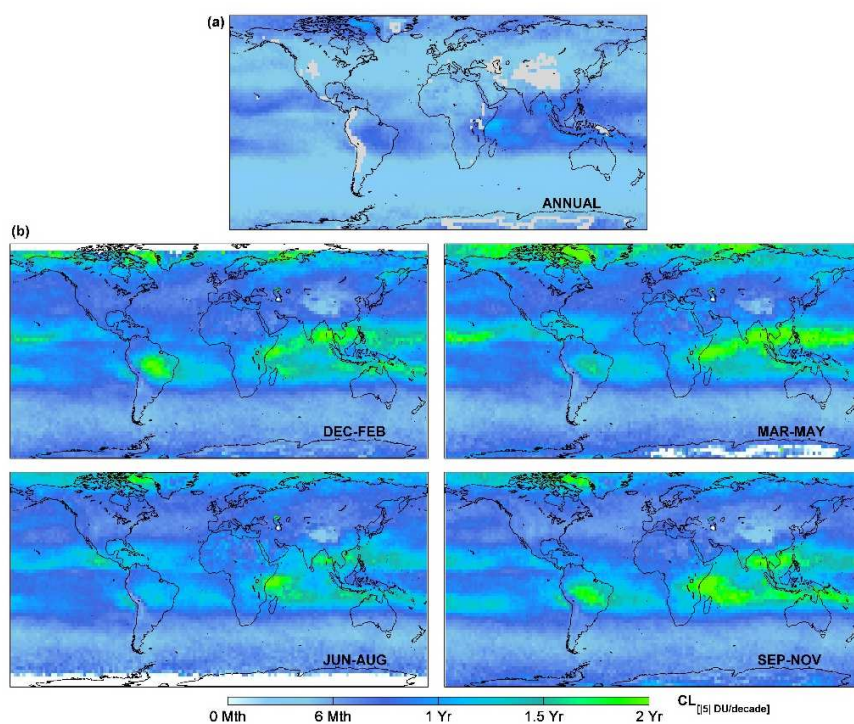 (a)
ANNUAL
(b)
DEC-FEB
MAR-MAY
JUN-AUG
SEP-NOV
0 Mth 6 Mth 1 Yr 1.5 Yr 2 Yr CL[|5| DU/decade]